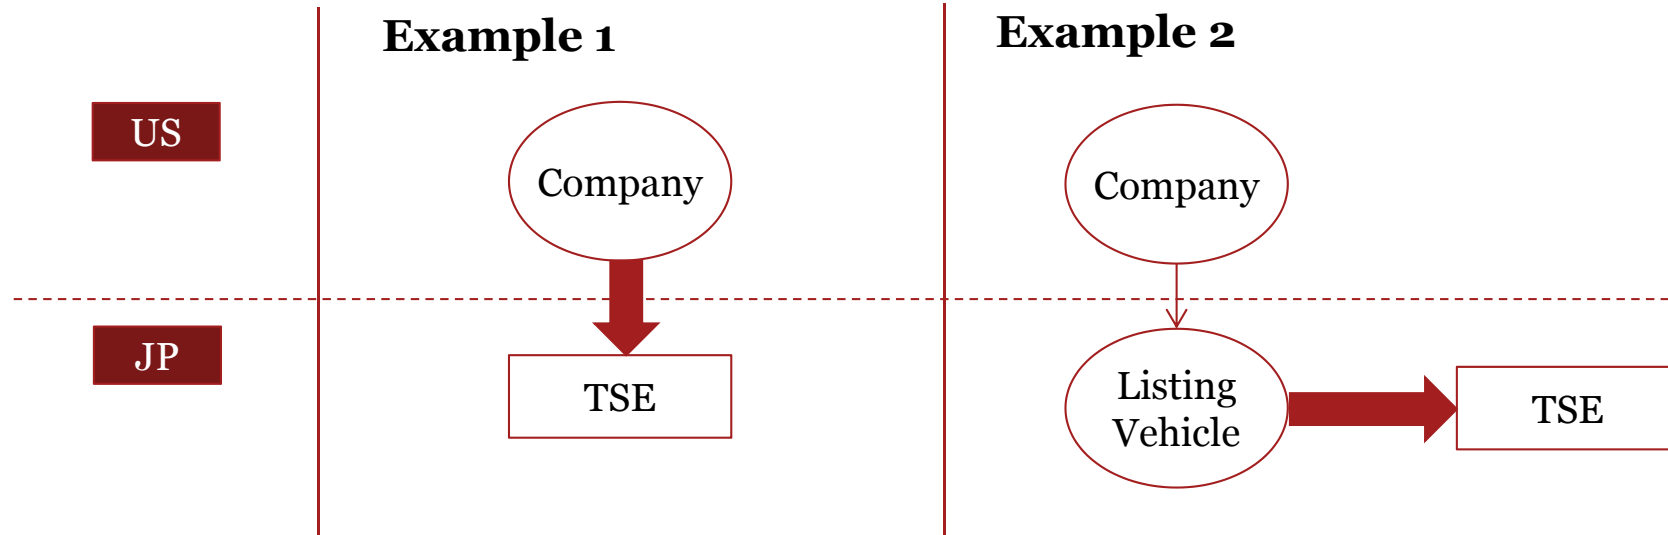 Example 1
Example 2
US
Company
Company
JP
TSE
Listing
Vehicle
TSE